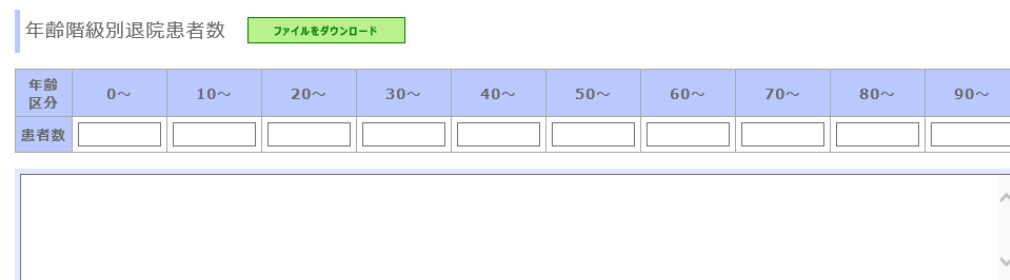 年齢階級別退院患者数 ファイルをダウンロード
年齢区分 0～ 10～ 20～ 30～ 40～ 50～ 60～ 70～ 80～ 90～
患者数